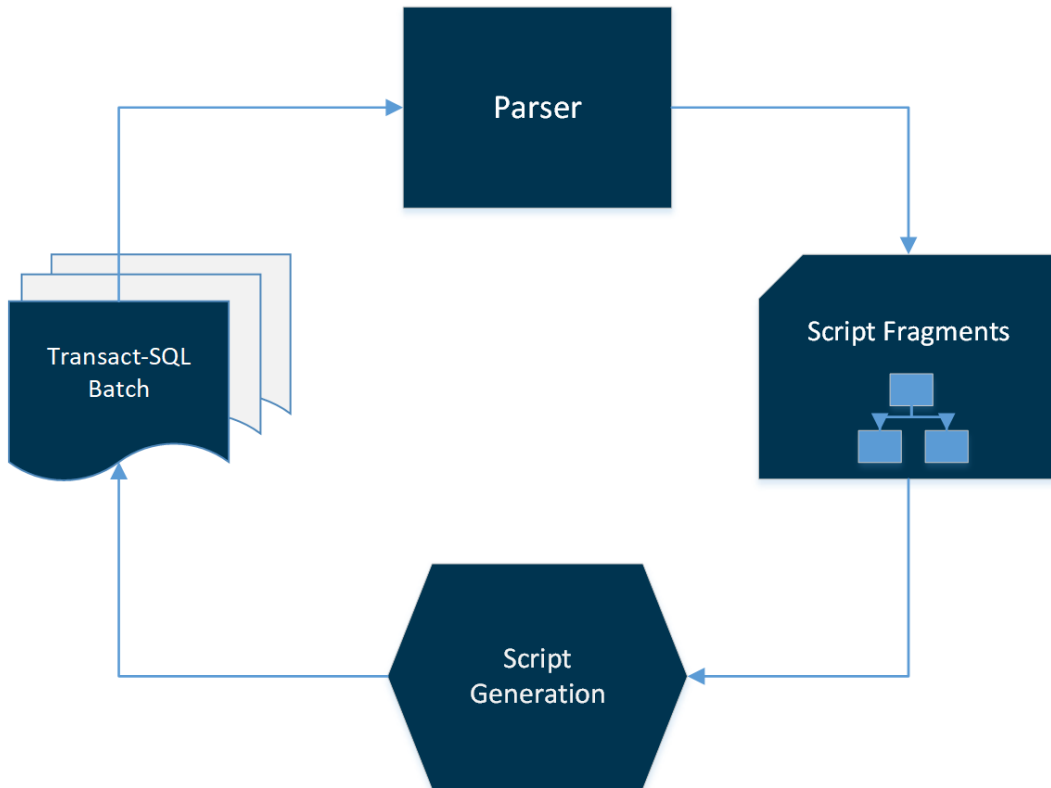 Parser
Script Fragments
Transact-SQL
Batch
Script
Generation